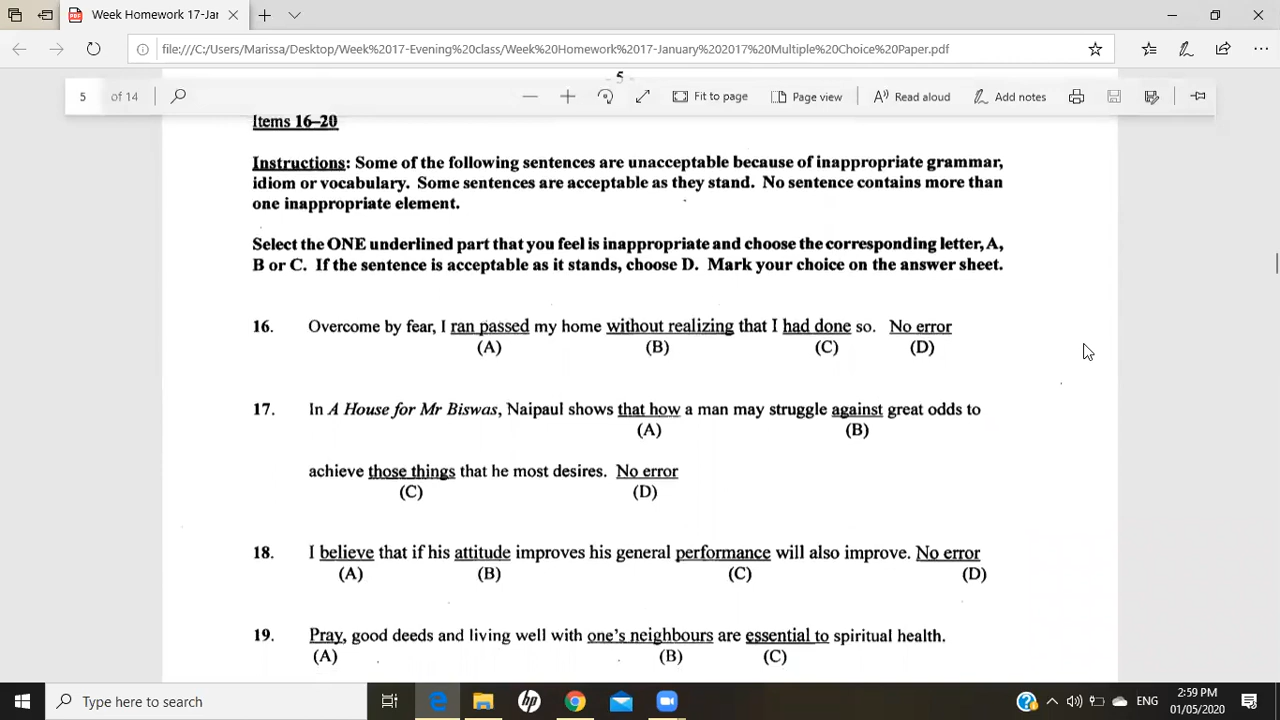 Week Homework 17-Jar
file:///C:/Users/Marissa/Desktop/Week%2017-Evening%20class/Week%20Homework%2017-January%202017%20Multiple%20Choice%20Paper.pdf
5
5 of 14
Fit to page
Page view
Read aloud
Add notes
Items 16–20
Instructions: Some of the following sentences are unacceptable because of inappropriate grammar,
idiom or vocabulary. Some sentences are acceptable as they stand. No sentence contains more than
one inappropriate element.
Select the ONE underlined part that you feel is inappropriate and choose the corresponding letter, A,
B or C. If the sentence is acceptable as it stands, choose D. Mark your choice on the answer sheet.
16. Overcome by fear, I ran passed my home without realizing that I had done so. No error
(A) (B) (C) (D)
17. In A House for Mr Biswas, Naipaul shows that how a man may struggle against great odds to
(A) (B)
achieve those things that he most desires. No error
(C) (D)
18. I believe that if his attitude improves his general performance will also improve. No error
(A) (B) (C) (D)
19. Pray, good deeds and living well with one's neighbours are essential to spiritual health.
(A) (B) (C)
Type here to search
hp
ENG
2:59 PM
01/05/2020